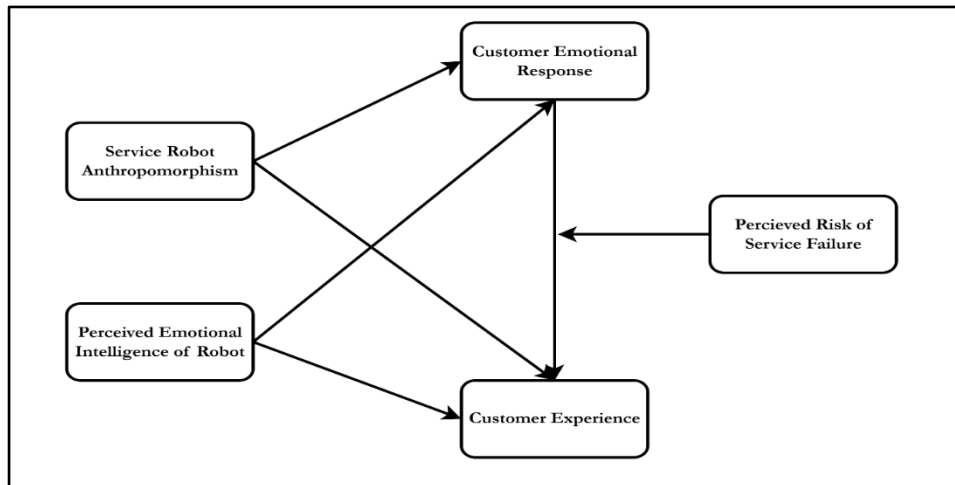 Customer Emotional
Response
Service Robot
Anthropomorphism
Percieved Risk of
Service Failure
Perceived Emotional
Intelligence of Robot
Customer Experience